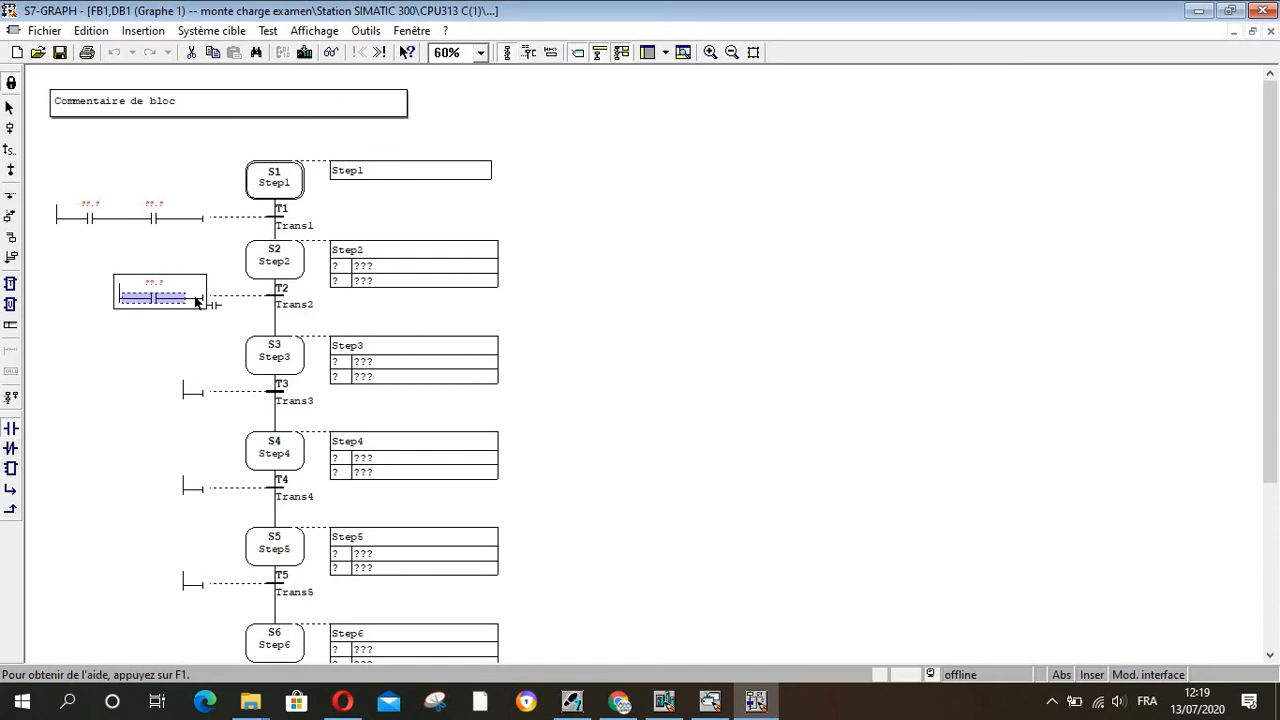 S7-GRAPH - [FB1,DB1 (Graphe 1) -- monte charge examen\Station SIMATIC 300\CPU313 C(1)\...]
Fichier Edition Insertion Système cible Test Affichage Outils Fenêtre ?
60%
Commentaire de bloc
S1
Step1
Step1
??.? ??.?
T1
Trans1
S2
Step2
Step2
? ???
? ???
??.?
T2
Trans2
S3
Step3
Step3
? ???
? ???
T3
Trans3
S4
Step4
Step4
? ???
? ???
T4
Trans4
S5
Step5
Step5
? ???
? ???
T5
Trans5
S6
Step6
Step6
? ???
Pour obtenir de l'aide, appuyez sur F1.
offline Abs Inser Mod. interface
FRA
12:19
13/07/2020